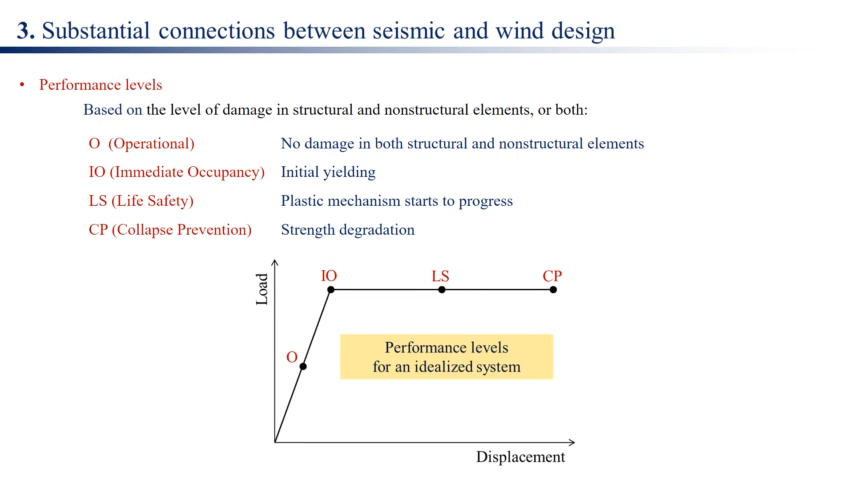 3. Substantial connections between seismic and wind design
• Performance levels
Based on the level of damage in structural and nonstructural elements, or both:
O (Operational) No damage in both structural and nonstructural elements
IO (Immediate Occupancy) Initial yielding
LS (Life Safety) Plastic mechanism starts to progress
CP (Collapse Prevention) Strength degradation
Load
IO LS CP
O
Performance levels
for an idealized system
Displacement